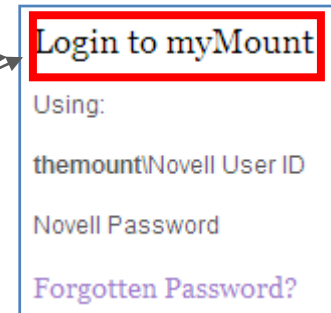 Login to myMount
Using:
themount\Novell User ID
Novell Password
Forgotten Password?